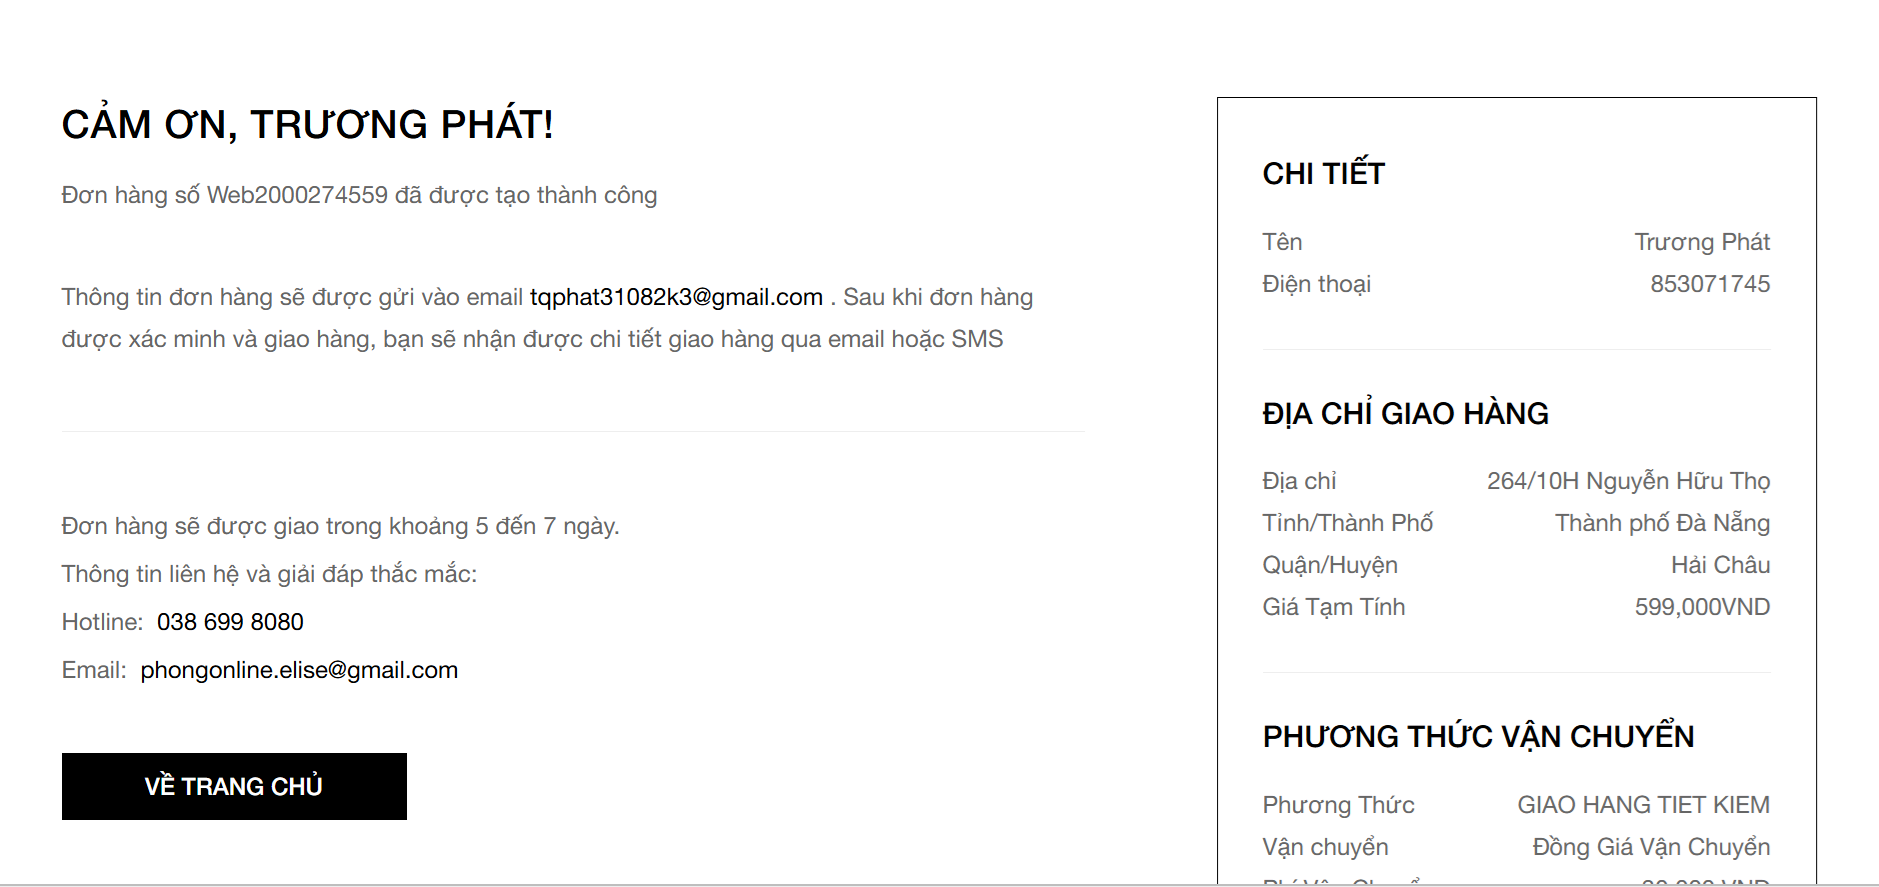 CẢM ƠN, TRƯƠNG PHÁT!
Đơn hàng số Web2000274559 đã được tạo thành công
Thông tin đơn hàng sẽ được gửi vào email tqphat31082k3@gmail.com . Sau khi đơn hàng
được xác minh và giao hàng, bạn sẽ nhận được chi tiết giao hàng qua email hoặc SMS
Đơn hàng sẽ được giao trong khoảng 5 đến 7 ngày.
Thông tin liên hệ và giải đáp thắc mắc:
Hotline: 038 699 8080
Email: phongonline.elise@gmail.com
VỀ TRANG CHỦ
CHI TIẾT
Tên Trương Phát
Điện thoại 853071745
ĐỊA CHỈ GIAO HÀNG
Địa chỉ 264/10H Nguyễn Hữu Thọ
Tỉnh/Thành Phố Thành phố Đà Nẵng
Quận/Huyện Hải Châu
Giá Tạm Tính 599,000VND
PHƯƠNG THỨC VẬN CHUYỂN
Phương Thức GIAO HANG TIET KIEM
Vận chuyển Đồng Giá Vận Chuyển